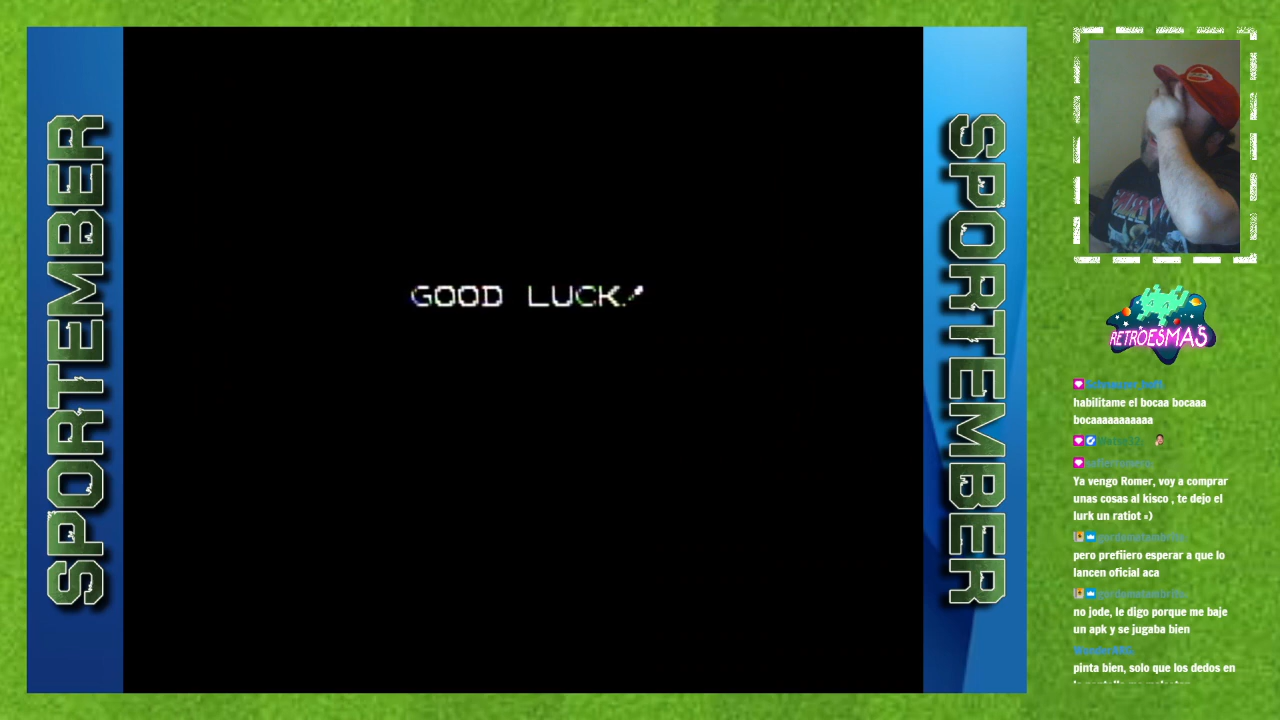 SPORTEMBER
GOOD LUCK!
SPORTEMBER
RETROESMAS
habilitame el bocaa bocaaa
bocaaaaaaaaaa
Ya vengo Romer, voy a comprar
unas cosas al kisco , te dejo el
lurk un ratiot =)
pero prefiiero esperar a que lo
lancen oficial aca
no jode, le digo porque me baje
un apk y se jugaba bien
pinta bien, solo que los dedos en